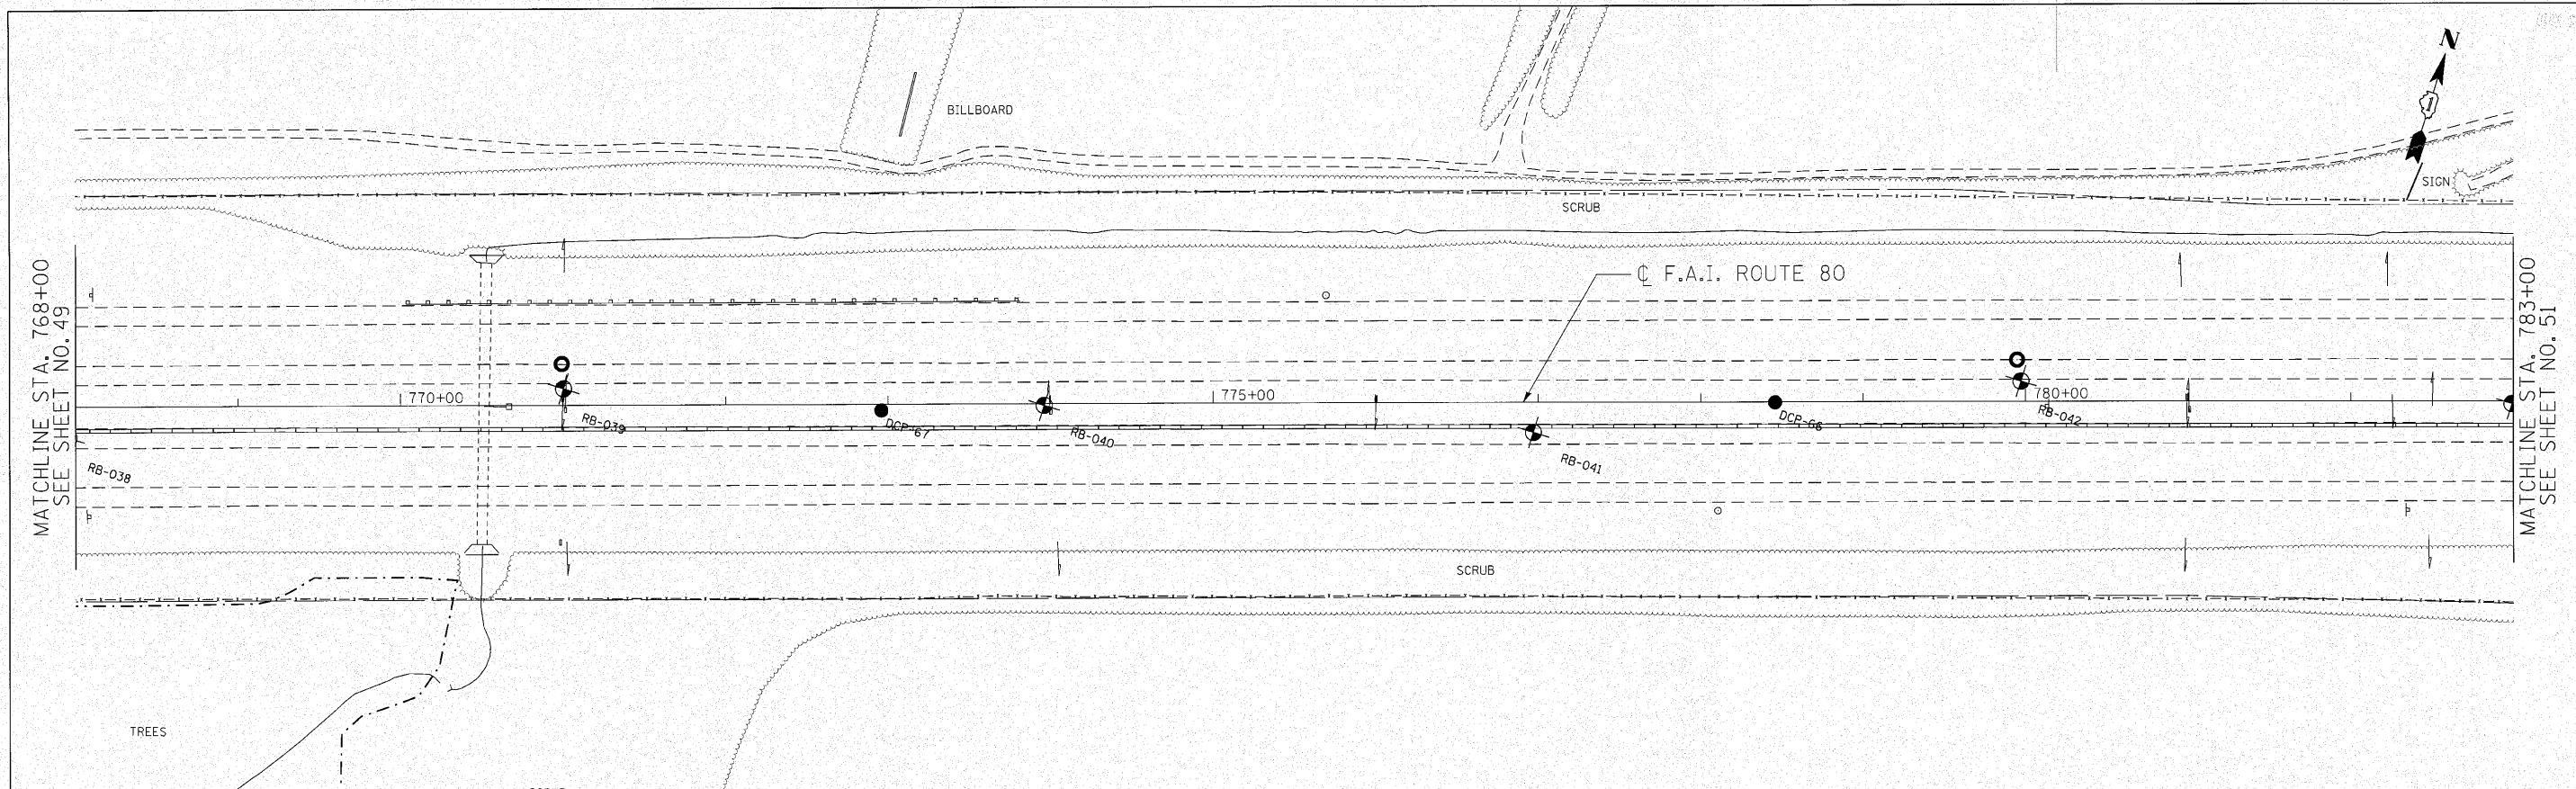 N
1
BILLBOARD
SIGN
SCRUB
MATCHLINE STA. 768+00
SEE SHEET NO. 49
℄ F.A.I. ROUTE 80
MATCHLINE STA. 783+00
SEE SHEET NO. 51
770+00
775+00
780+00
RB-039
DCP-67
RB-040
DCP-66
RB-042
RB-041
RB-038
SCRUB
TREES